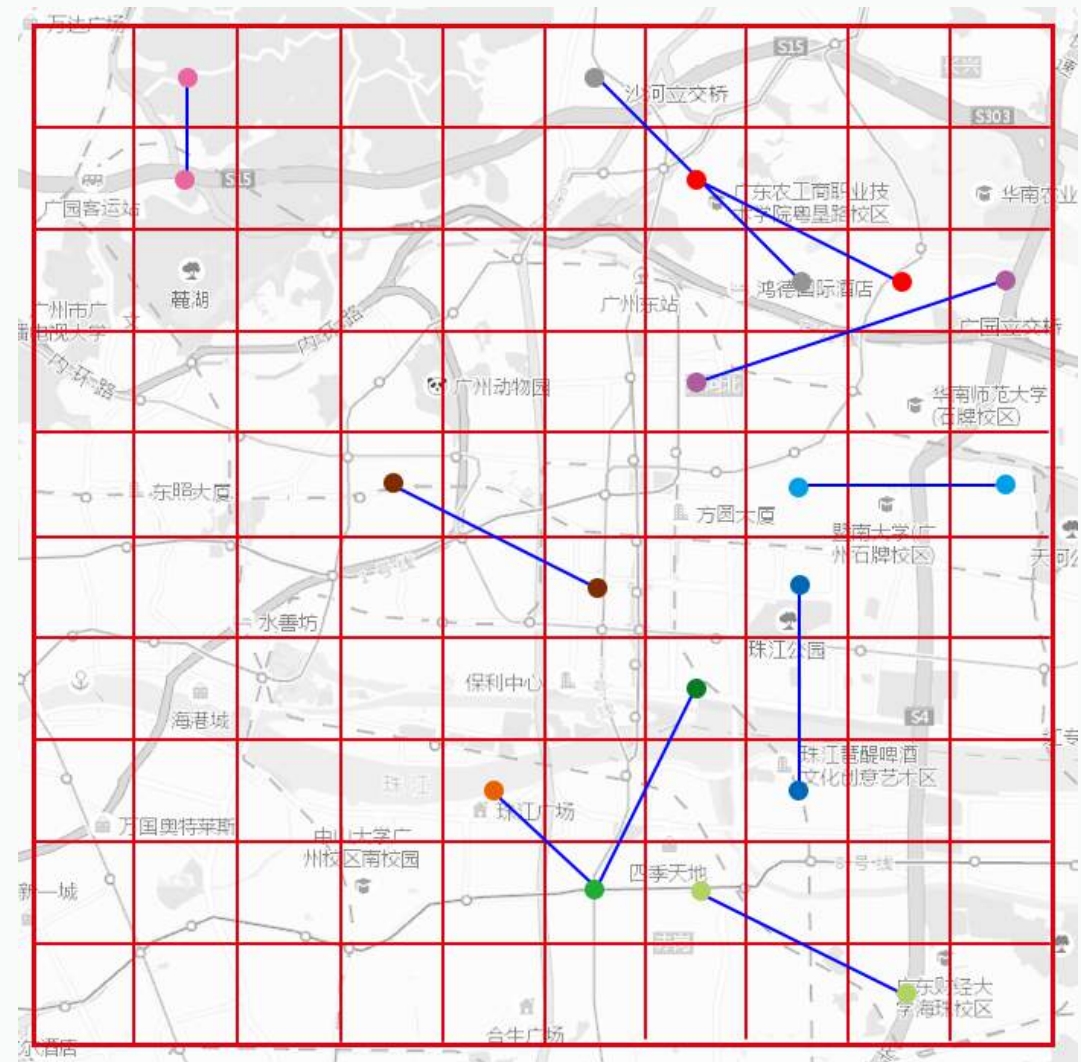 万达广场
S15
长兴
沙河立交桥
S303
S15
广园客运站
广东农工商职业技
学院粤垦路校区
华南农业
麓湖
广州东站
鸿德国际酒店
广州市广
播电视大学
内环路
广园立交桥
内环路
广州动物园
华南师范大学
(石牌校区)
东照大厦
方圆大厦
暨南大学(广
州石牌校区)
天河公
水善坊
珠江公园
保利中心
海港城
S4
珠江琶醍啤酒
文化创意艺术区
珠江
珠江广场
万国奥特莱斯
中山大学广
州校区南校园
8号线
四季天地
新一城
广东财经大
学海珠校区
合生广场
尔酒店